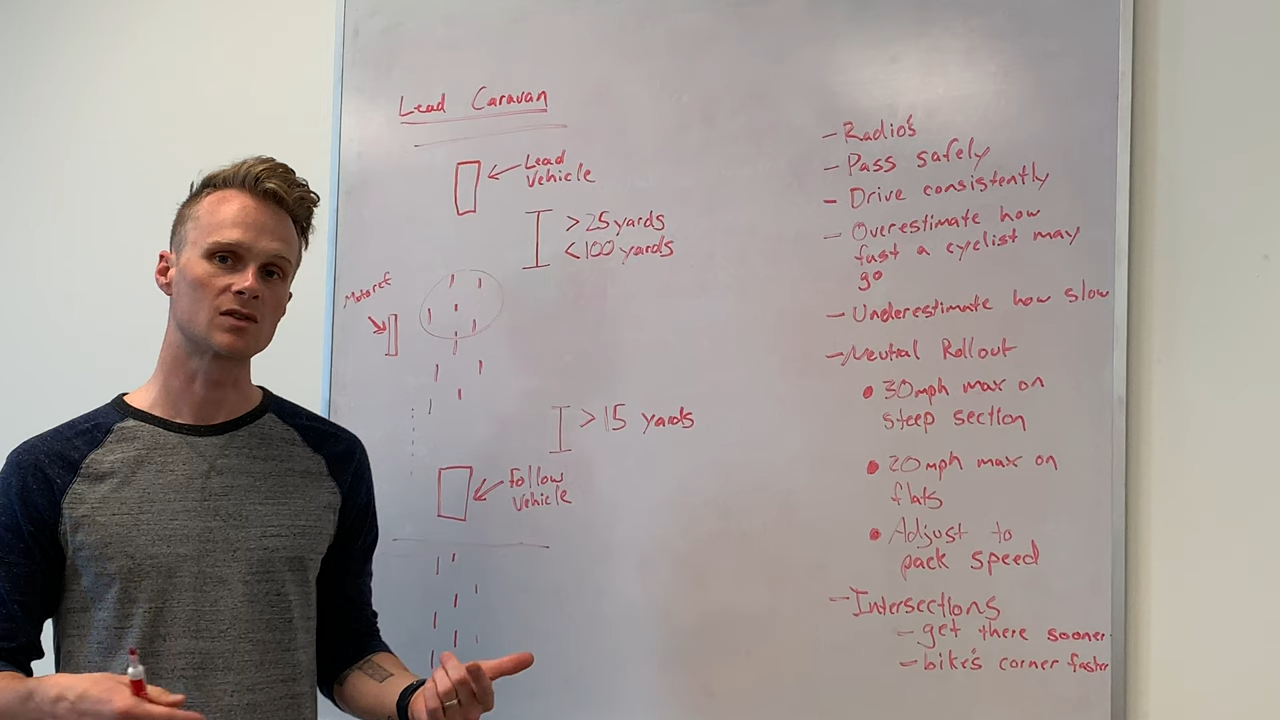 Lead Caravan
Lead
Vehicle
> 25 yards
< 100 yards
Motoref
> 15 yards
Follow
Vehicle
- Radio's
- Pass safely
- Drive consistently
- Overestimate how
fast a cyclist may
go
- Underestimate how slow
- Neutral Rollout
• 30mph max on
steep section
• 20mph max on
flats
• Adjust to
pack speed
- Intersections
- get there sooner
- bike's corner faster